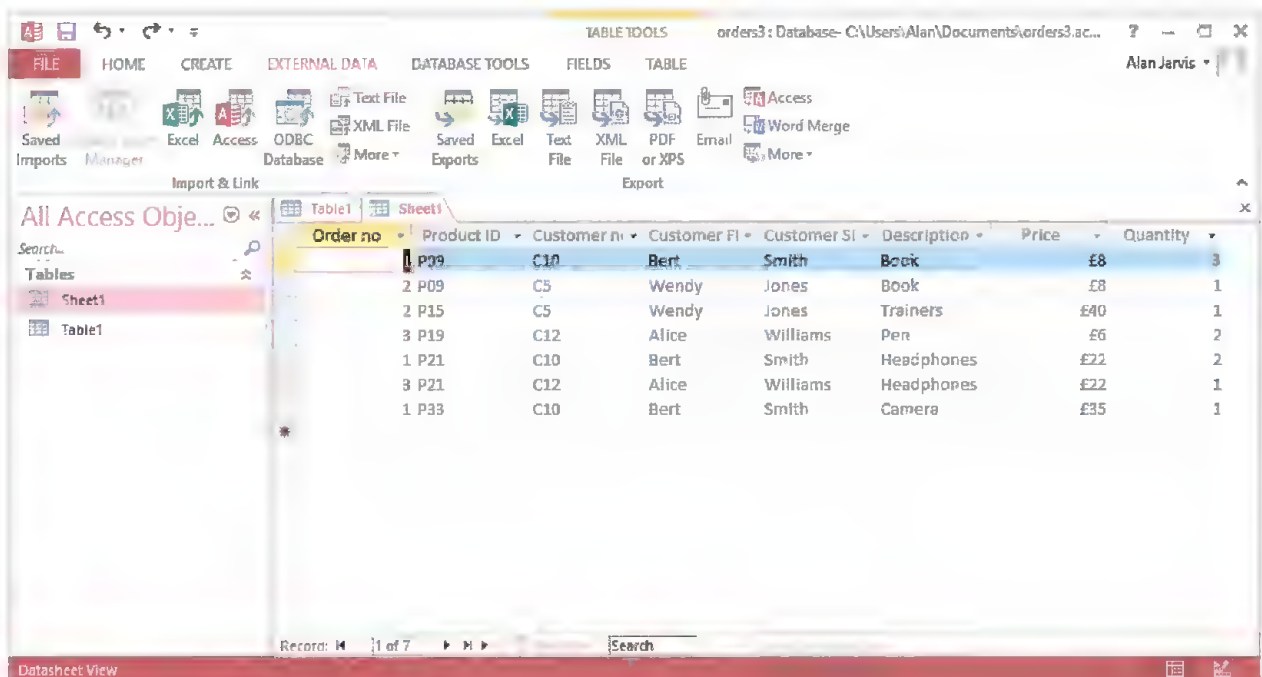 TABLE TOOLS orders3 : Database- C:\Users\Alan\Documents\orders3.ac... ?
FILE HOME CREATE EXTERNAL DATA DATABASE TOOLS FIELDS TABLE Alan Jarvis
Saved Imports
Manager
Excel
Access
ODBC Database
Text File
XML File
More
Saved Exports
Excel
Text File
XML File
PDF or XPS
Email
Access
Word Merge
More
Import & Link Export
All Access Obje... «
Search...
Tables
Sheet1
Table1
Table1 Sheet1
Order no Product ID Customer n Customer Fi Customer Si Description Price Quantity
1 P09 C10 Bert Smith Book £8 3
2 P09 C5 Wendy Jones Book £8 1
2 P15 C5 Wendy Jones Trainers £40 1
3 P19 C12 Alice Williams Pen £6 2
1 P21 C10 Bert Smith Headphones £22 2
3 P21 C12 Alice Williams Headphones £22 1
1 P33 C10 Bert Smith Camera £35 1
Record: 1 of 7 Search
Datasheet View